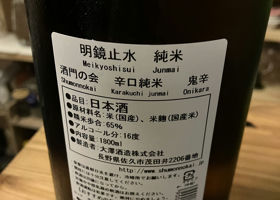 明鏡止水 純米
Meikyoshisui Junmai
酒門の会 辛口純米 鬼辛
Shumonnokai Karakuchi junmai Onikara
●品目:日本酒
●原材料名:米(国産)、米麹(国産米)
●精米歩合:65%
●アルコール分:16度
●容量:1800ml
●製造者:大澤酒造株式会社
長野県佐久市茂田井2206番地
http://www.shumonnokai.com